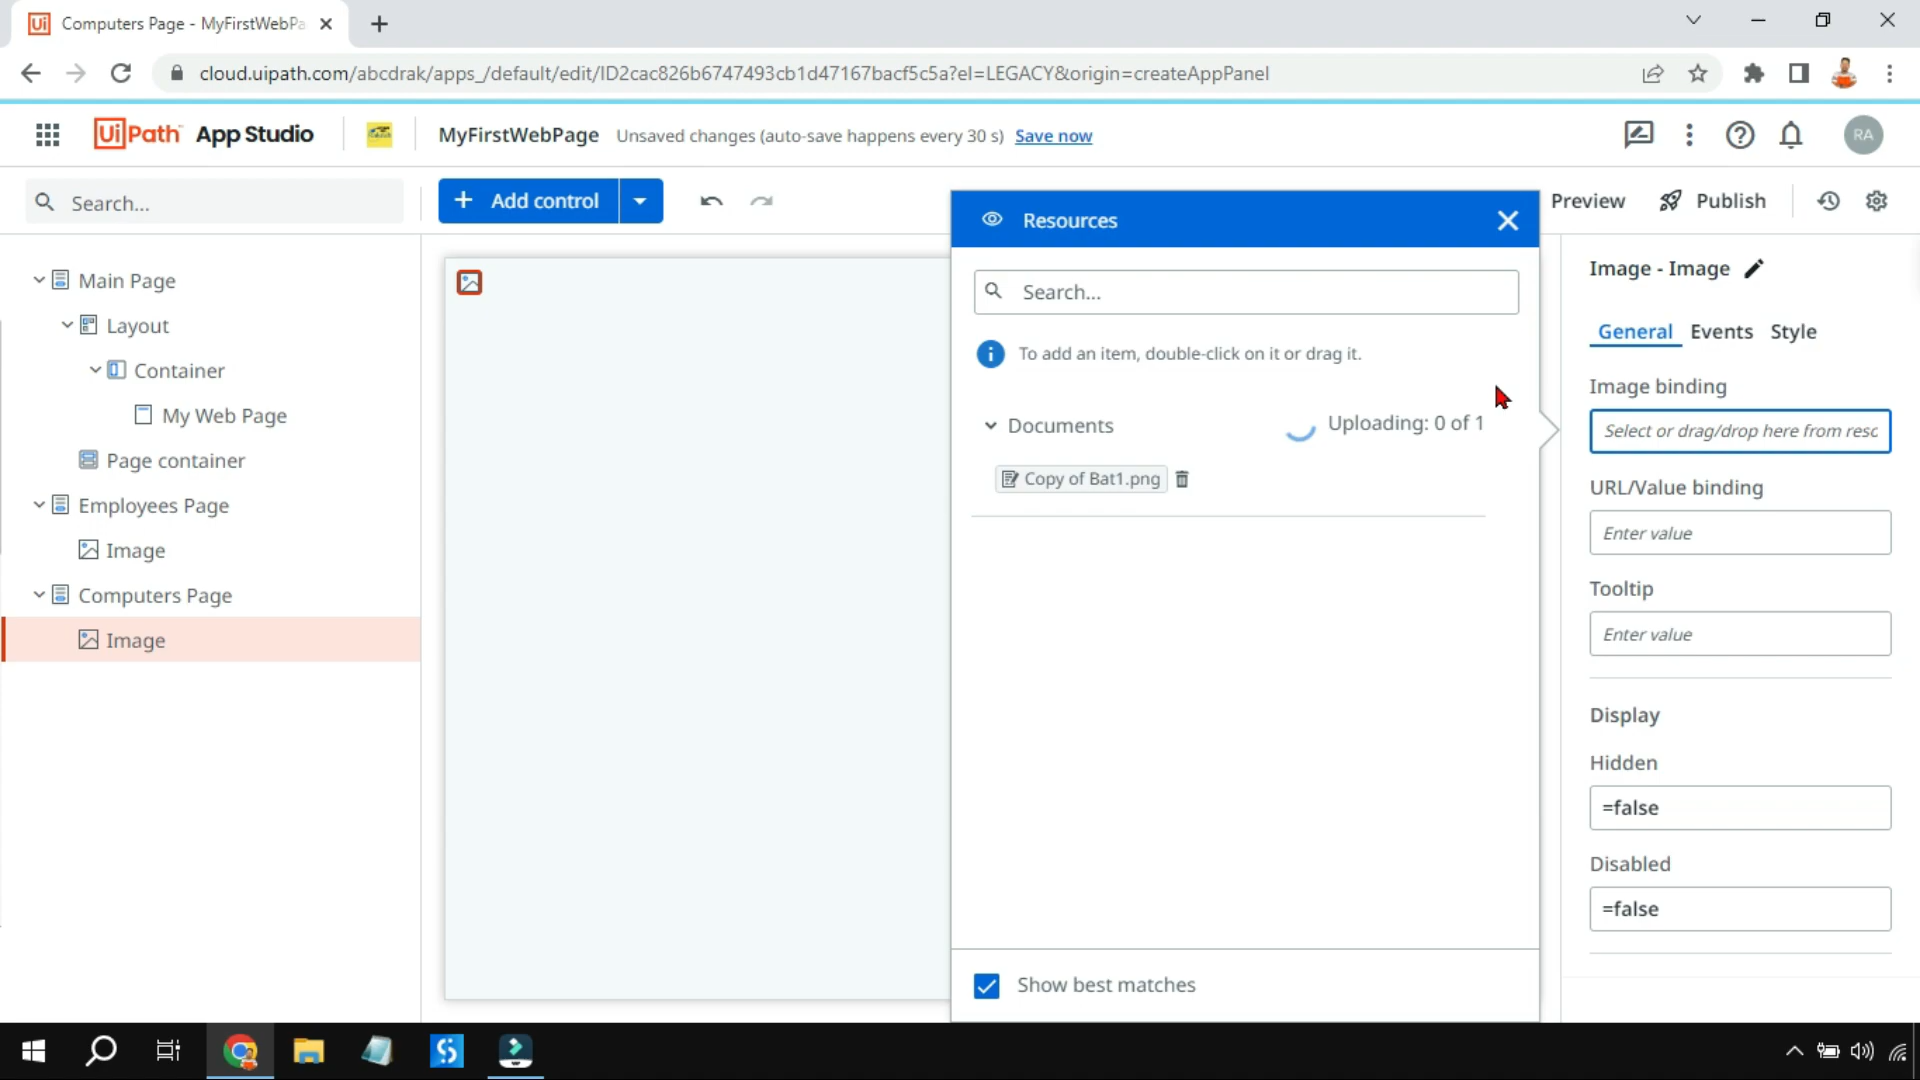 Computers Page - MyFirstWebPa
cloud.uipath.com/abcdrak/apps_/default/edit/ID2cac826b6747493cb1d47167bacf5c5a?el=LEGACY&origin=createAppPanel
UiPath App Studio
MyFirstWebPage
Unsaved changes (auto-save happens every 30 s) Save now
RA
Search...
Add control
Preview
Publish
Main Page
Layout
Container
My Web Page
Page container
Employees Page
Image
Computers Page
Image
Resources
Search...
To add an item, double-click on it or drag it.
Documents
Uploading: 0 of 1
Copy of Bat1.png
Show best matches
Image - Image
General Events Style
Image binding
Select or drag/drop here from resc
URL/Value binding
Enter value
Tooltip
Enter value
Display
Hidden
=false
Disabled
=false